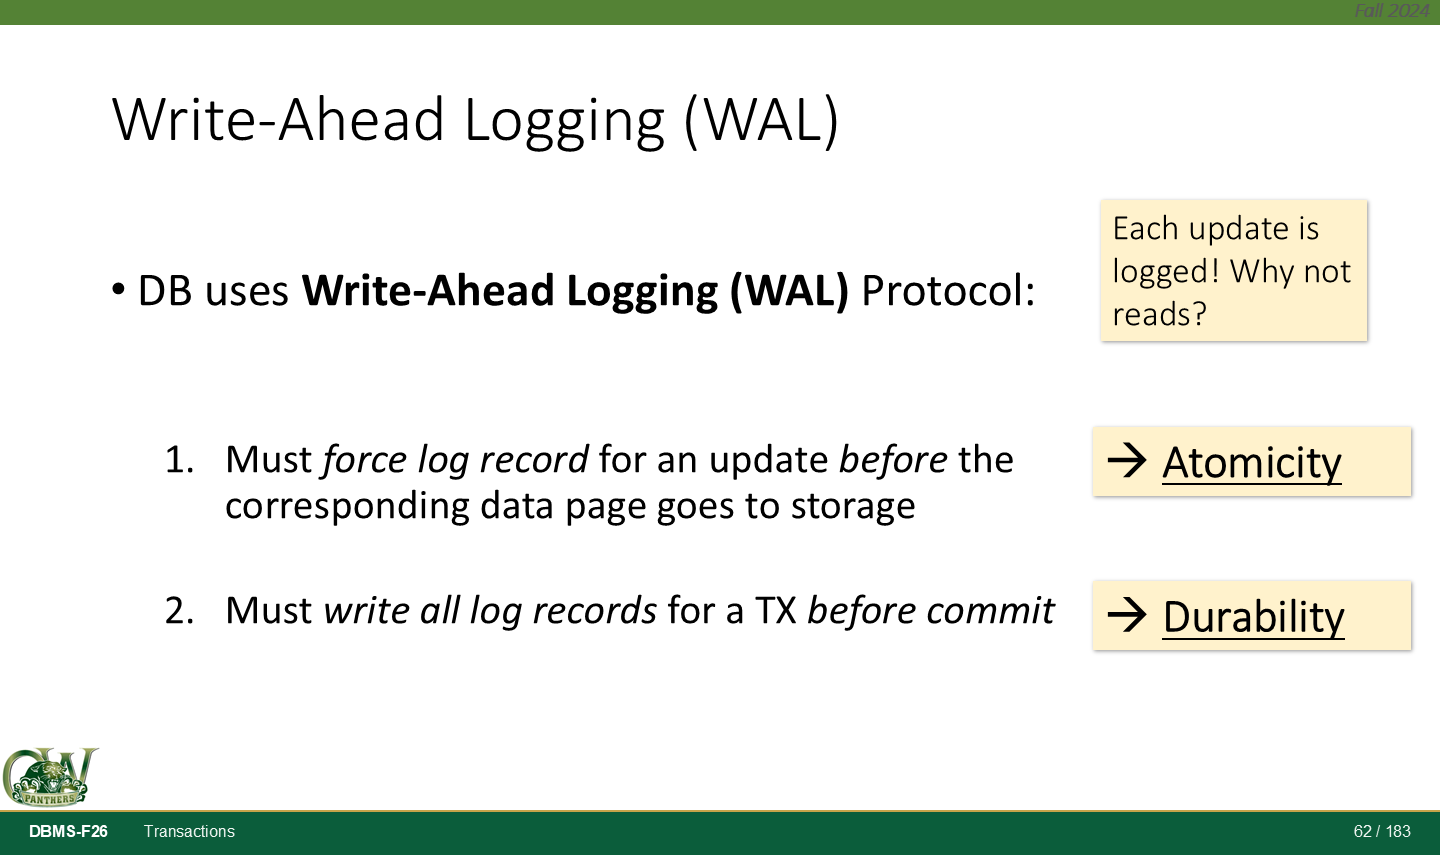 Fall 2024
Write-Ahead Logging (WAL)
• DB uses Write-Ahead Logging (WAL) Protocol:
Each update is
logged! Why not
reads?
1. Must force log record for an update before the
corresponding data page goes to storage
→ Atomicity
2. Must write all log records for a TX before commit
→ Durability
OW
PANTHERS
DBMS-F26 Transactions 62 / 183